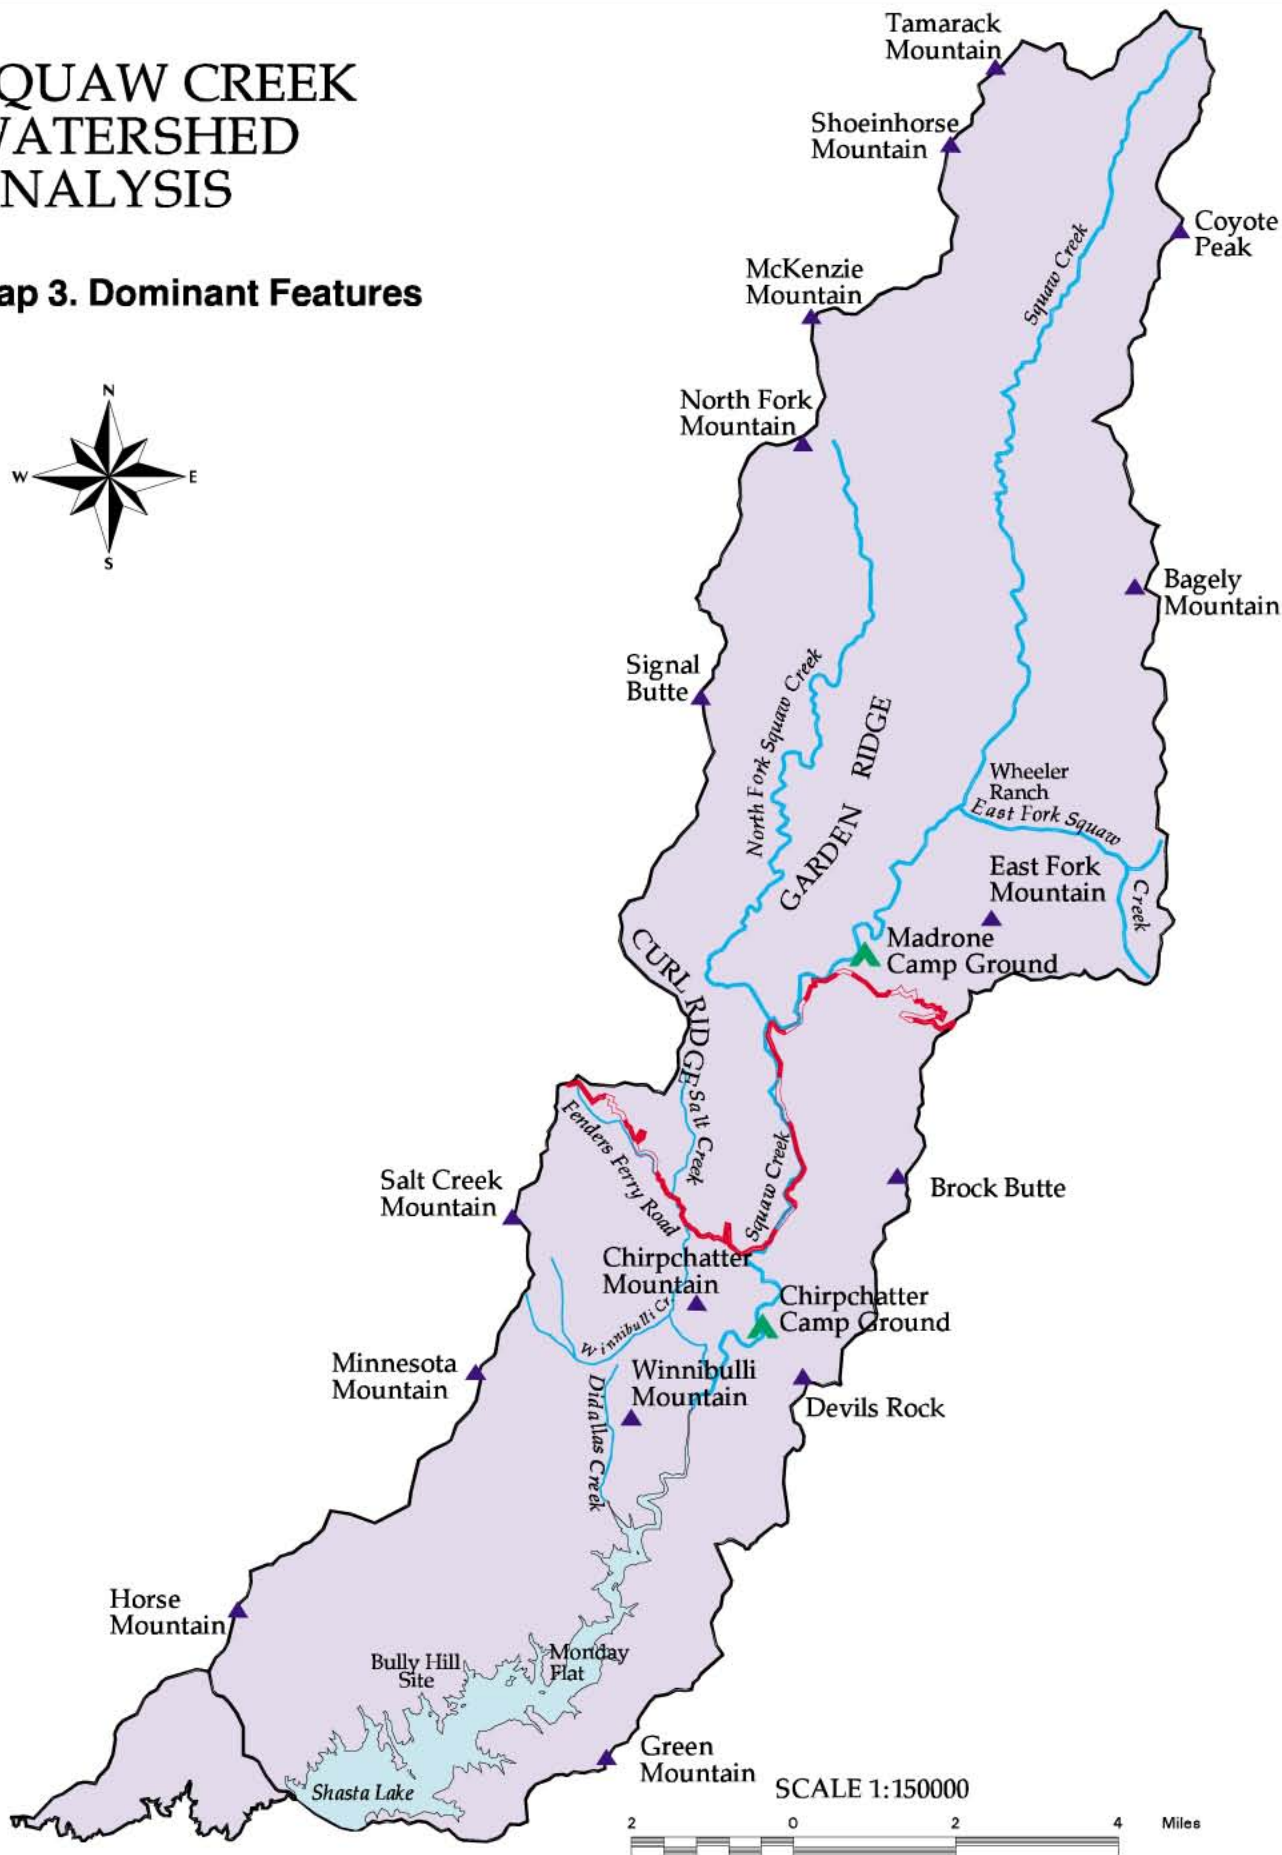 QUAW CREEK
WATERSHED
NALYSIS
ap 3. Dominant Features
N
W
E
S
Tamarack
Mountain
Shoeinhorse
Mountain
Coyote
Peak
Squaw Creek
McKenzie
Mountain
North Fork
Mountain
Bagely
Mountain
Signal
Butte
North Fork Squaw Creek
GARDEN RIDGE
Wheeler
Ranch
East Fork Squaw
Creek
East Fork
Mountain
Madrone
Camp Ground
CURL RIDGE
Salt Creek
Fenders Ferry Road
Squaw Creek
Salt Creek
Mountain
Brock Butte
Chirpchatter
Mountain
Chirpchatter
Camp Ground
Winnibulli Cr.
Minnesota
Mountain
Winnibulli
Mountain
Devils Rock
Didallas Creek
Horse
Mountain
Monday
Flat
Bully Hill
Site
Green
Mountain
Shasta Lake
SCALE 1:150000
2 0 2 4 Miles